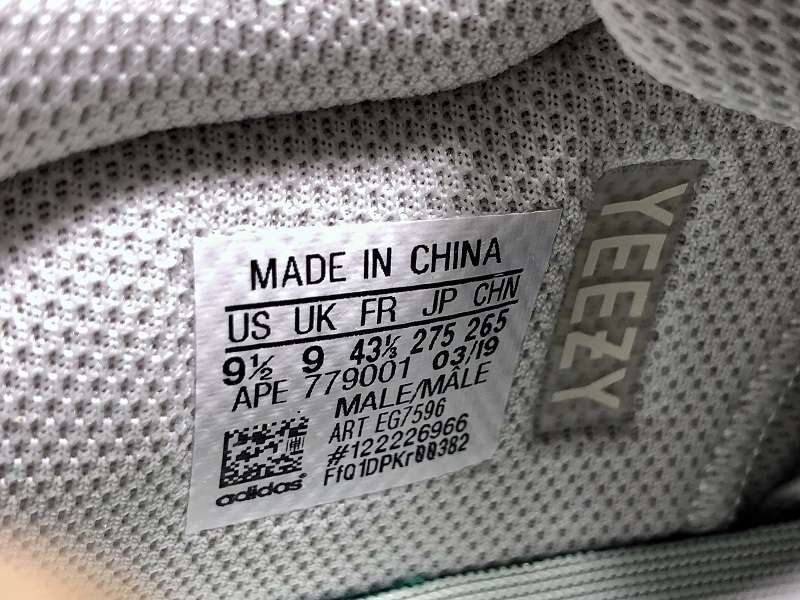 MADE IN CHINA
US UK FR JP CHN
9½ 9 43⅓ 275 265
APE 779001 03/19
MALE/MÂLE
ART EG7596
#122226966
FfQ1DPKr00382
adidas
YEEZY